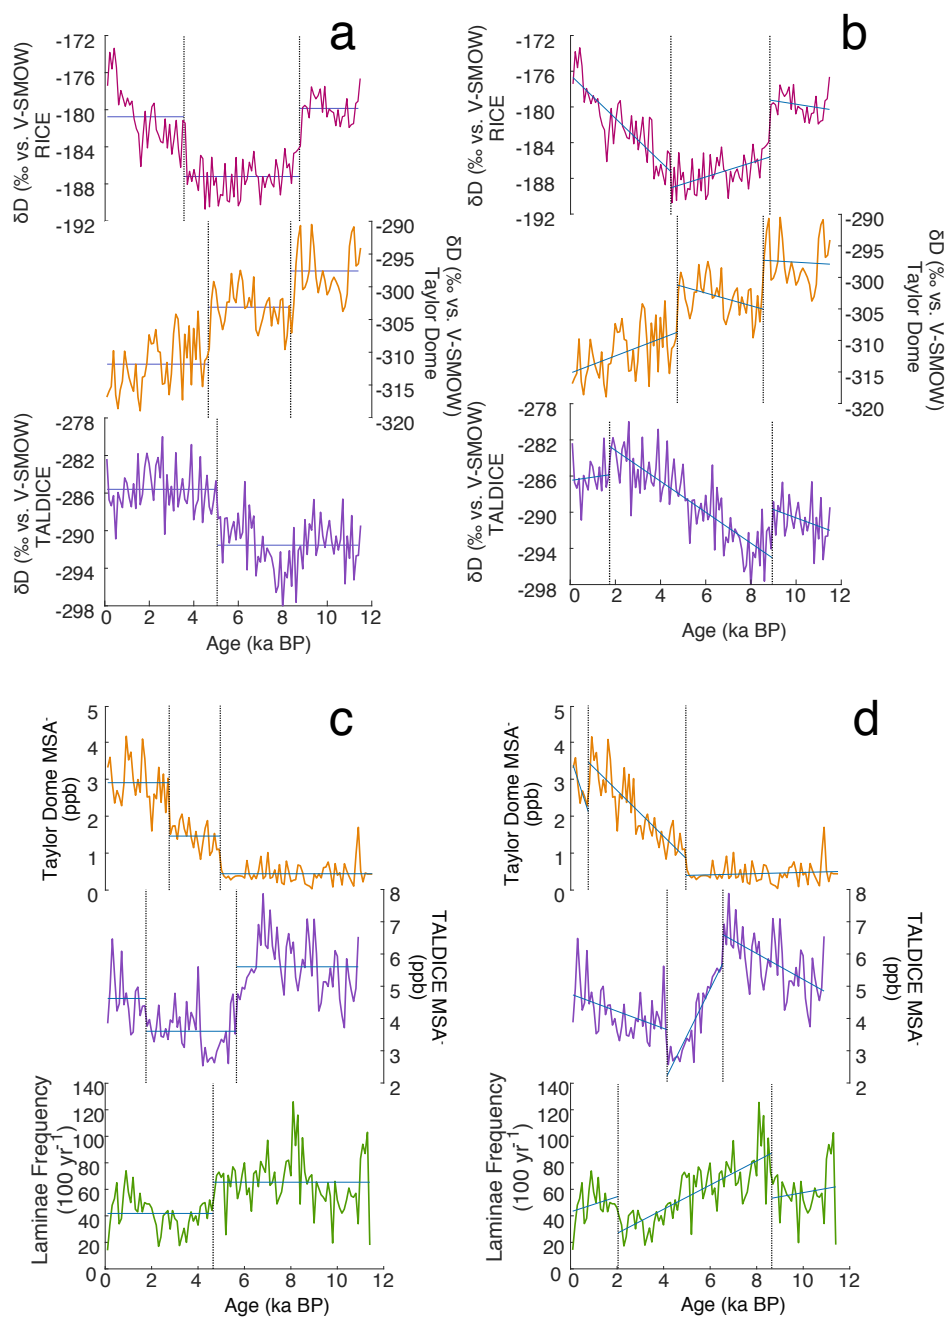 a
-172
-176
-180
-184
-188
-192
δD (‰ vs. V-SMOW)
RICE
-290
-295
-300
-305
-310
-315
-320
δD (‰ vs. V-SMOW)
Taylor Dome
-278
-282
-286
-290
-294
-298
δD (‰ vs. V-SMOW)
TALDICE
0 2 4 6 8 10 12
Age (ka BP)
b
-172
-176
-180
-184
-188
-192
δD (‰ vs. V-SMOW)
RICE
-290
-295
-300
-305
-310
-315
-320
δD (‰ vs. V-SMOW)
Taylor Dome
-278
-282
-286
-290
-294
-298
δD (‰ vs. V-SMOW)
TALDICE
0 2 4 6 8 10 12
Age (ka BP)
c
5
4
3
2
1
0
Taylor Dome MSA⁻
(ppb)
8
7
6
5
4
3
2
TALDICE MSA⁻
(ppb)
140
120
100
80
60
40
20
0
Laminae Frequency
(100 yr⁻¹)
0 2 4 6 8 10 12
Age (ka BP)
d
5
4
3
2
1
0
Taylor Dome MSA⁻
(ppb)
8
7
6
5
4
3
2
TALDICE MSA⁻
(ppb)
140
120
100
80
60
40
20
0
Laminae Frequency
(100 yr⁻¹)
0 2 4 6 8 10 12
Age (ka BP)